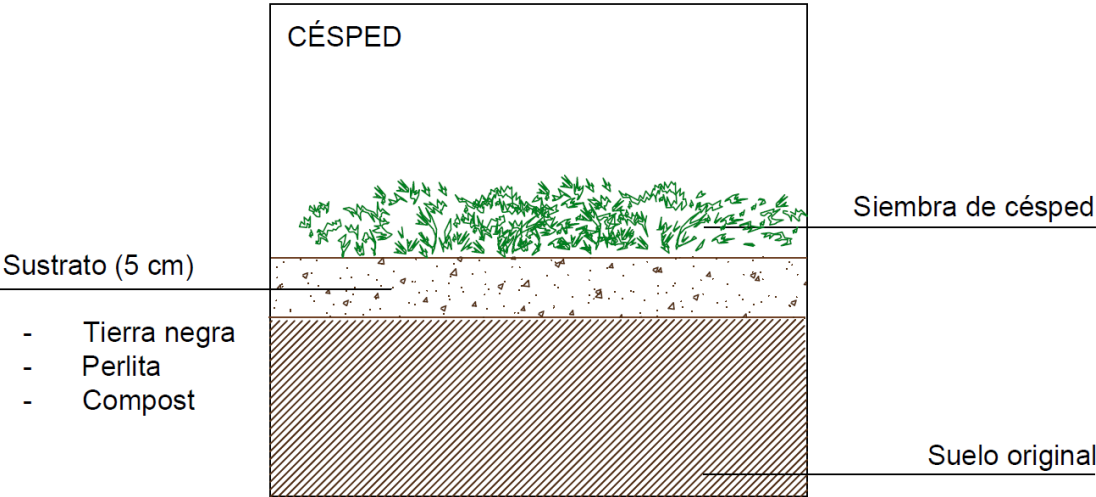 CÉSPED
Siembra de césped
Sustrato (5 cm)
- Tierra negra
- Perlita
- Compost
Suelo original